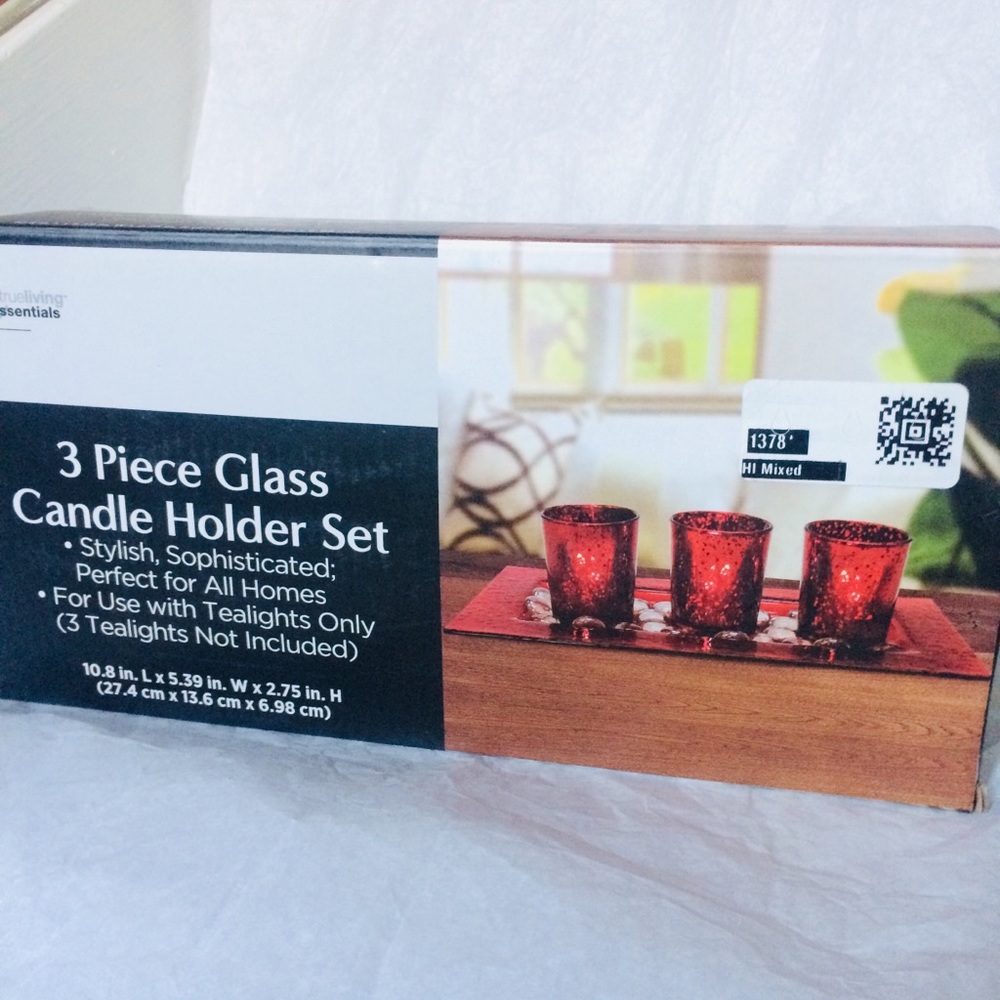 trueliving
ssentials
3 Piece Glass
Candle Holder Set
• Stylish, Sophisticated;
Perfect for All Homes
• For Use with Tealights Only
(3 Tealights Not Included)
10.8 in. L x 5.39 in. W x 2.75 in. H
(27.4 cm x 13.6 cm x 6.98 cm)
1378'
HI Mixed